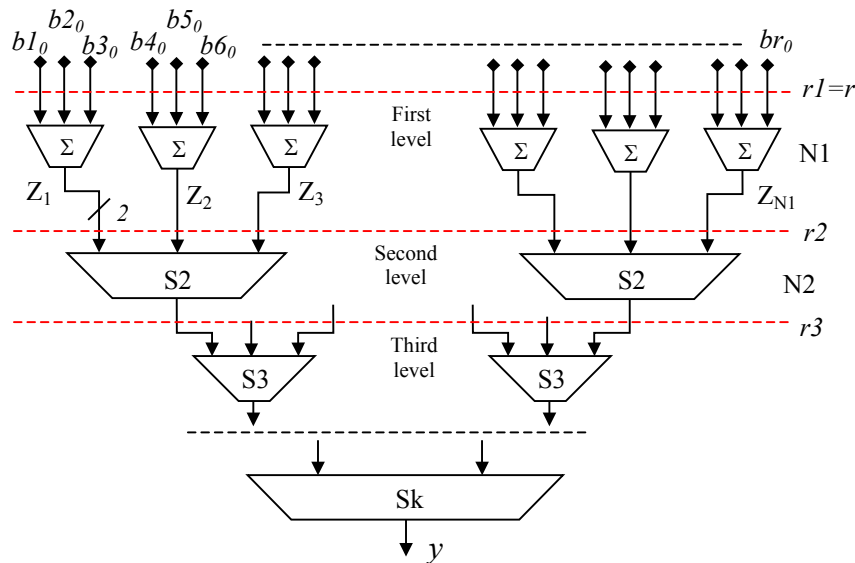 b2₀ b5₀
b1₀ b3₀ b4₀ b6₀ br₀
r1=r
First
level
Σ Σ Σ Σ Σ Σ N1
Z₁ 2 Z₂ Z₃ Z_N1
r2
Second
level
S2 S2 N2
r3
Third
level
S3 S3
Sk
y